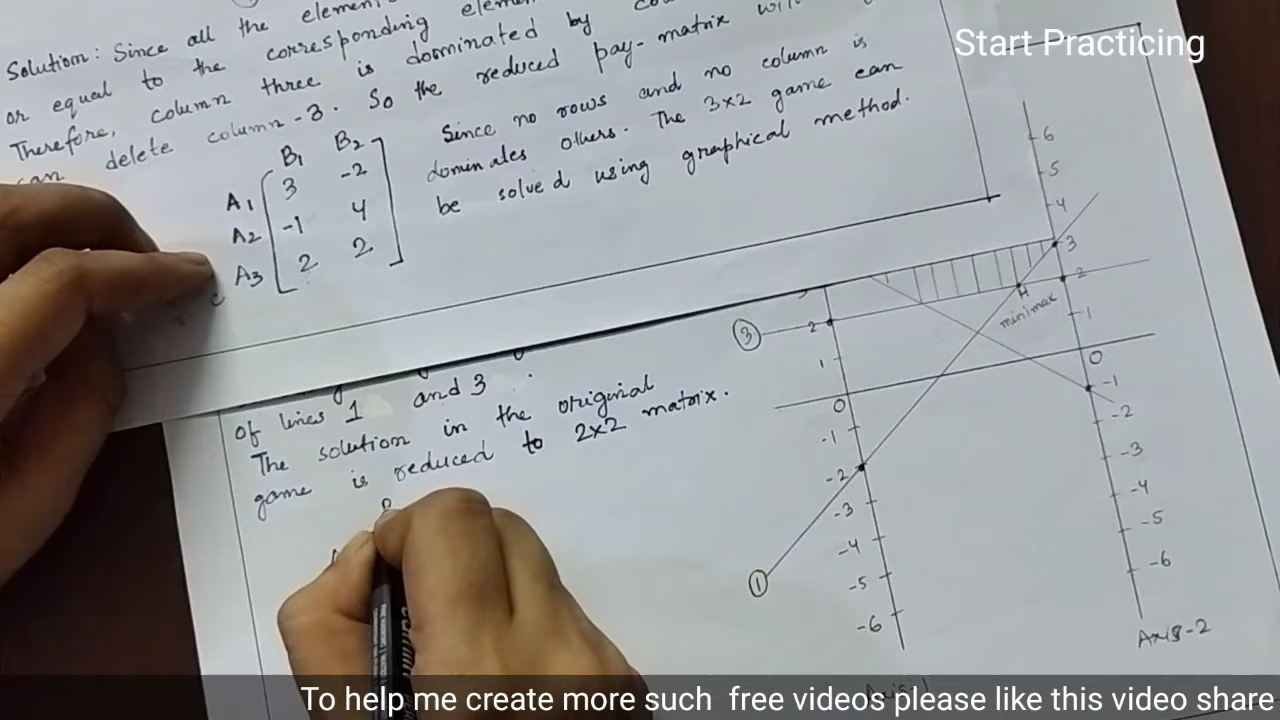 Start Practicing
Solution: Since all the
or equal to the corresponding
Therefore, column three is dominated by
can delete column-3. So the reduced pay-matrix
B1 B2
A1 3 -2
A2 -1 4
A3 2 2
Since no rows and no column is
dominates others. The 3x2 game can
be solved using graphical method.
of lines 1 and 3
The solution in the original
game is reduced to 2x2 matrix.
6
5
4
3
2
1
0
-1
-2
-3
-4
-5
-6
Axis-2
3
2
1
0
-1
-2
-3
-4
-5
-6
1
H
minimax
To help me create more such free videos please like this video share